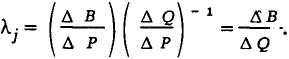 λ_j = (Δ B / Δ P) (Δ Q / Δ P)^{-1} = Δ B / Δ Q.